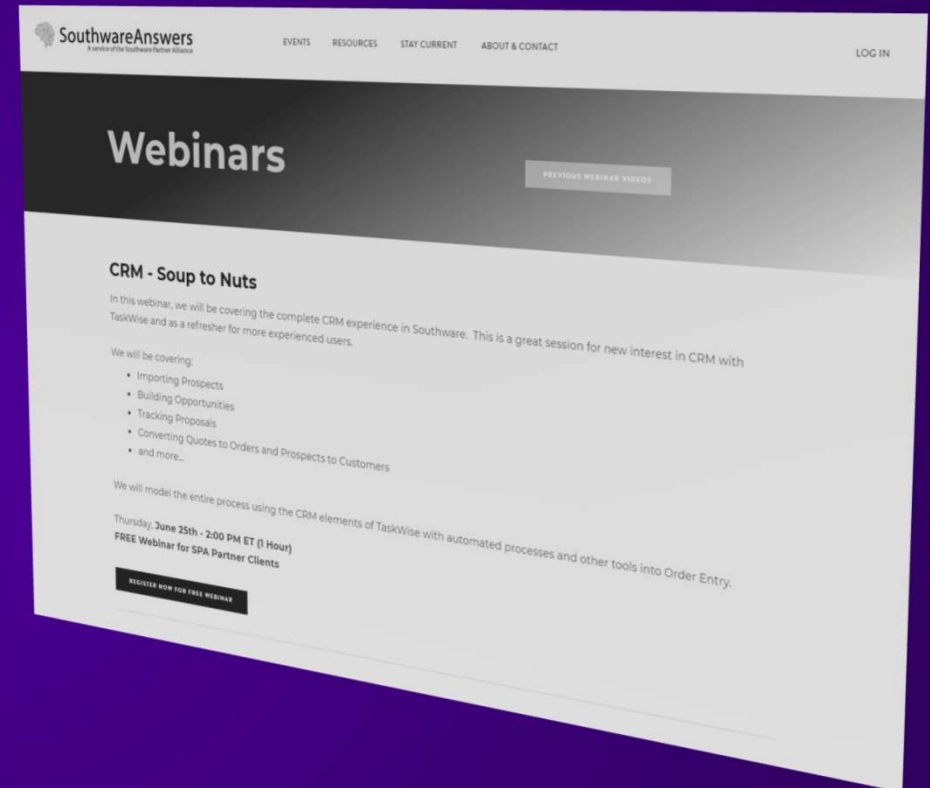 SouthwareAnswers
A service of the Southware Partner Alliance
EVENTS RESOURCES STAY CURRENT ABOUT & CONTACT
LOG IN
Webinars
PREVIOUS WEBINAR VIDEOS
CRM - Soup to Nuts
In this webinar, we will be covering the complete CRM experience in Southware. This is a great session for new interest in CRM with
TaskWise and as a refresher for more experienced users.
We will be covering:
• Importing Prospects
• Building Opportunities
• Tracking Proposals
• Converting Quotes to Orders and Prospects to Customers
• and more...
We will model the entire process using the CRM elements of TaskWise with automated processes and other tools into Order Entry.
Thursday, June 25th - 2:00 PM ET (1 Hour)
FREE Webinar for SPA Partner Clients
REGISTER NOW FOR FREE WEBINAR